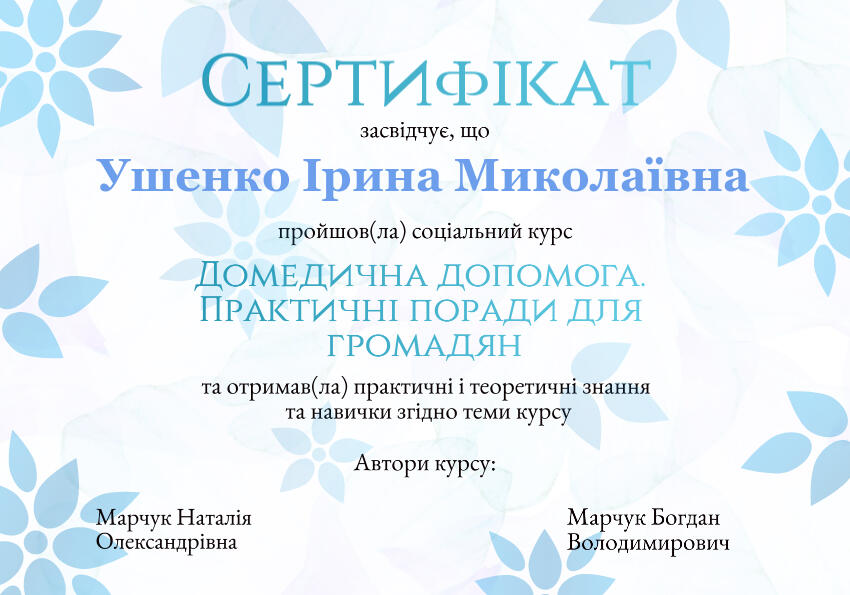 Сертифікат
засвідчує, що
Ушенко Ірина Миколаївна
пройшов(ла) соціальний курс
Домедична допомога.
Практичні поради для
громадян
та отримав(ла) практичні і теоретичні знання
та навички згідно теми курсу
Автори курсу:
Марчук Наталія
Олександрівна
Марчук Богдан
Володимирович